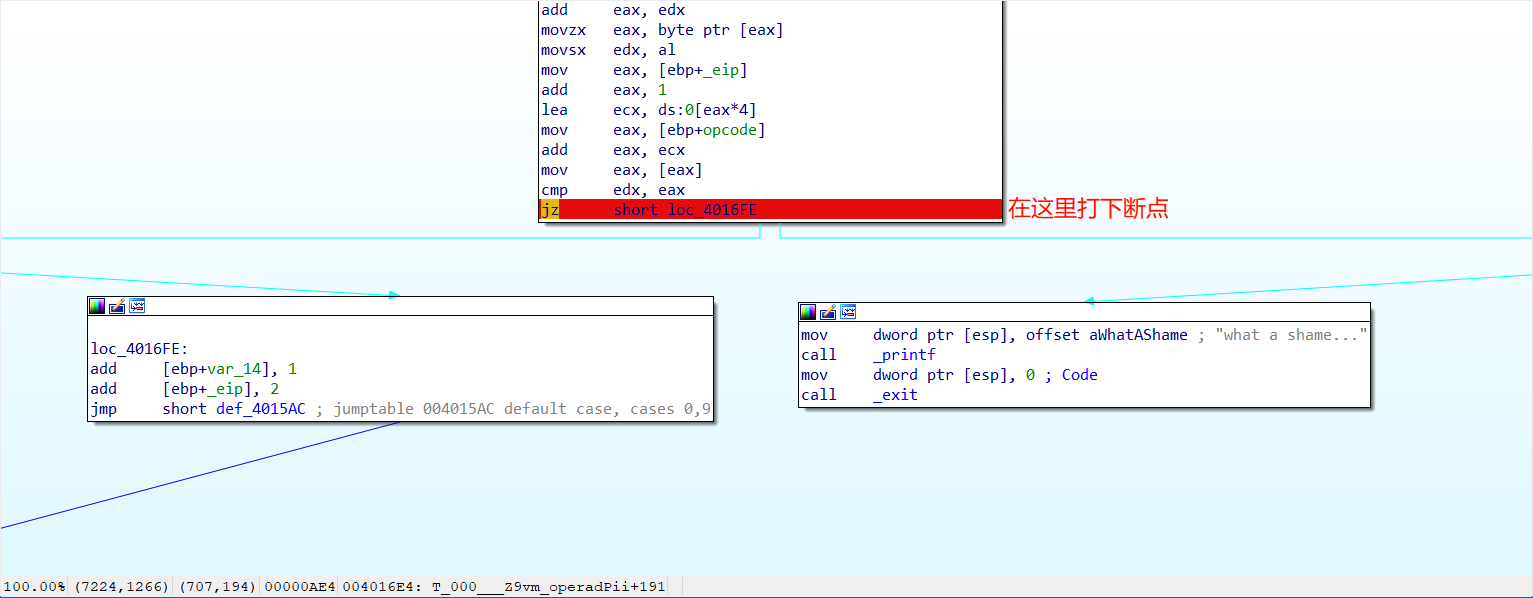 add eax, edx
movzx eax, byte ptr [eax]
movsx edx, al
mov eax, [ebp+_eip]
add eax, 1
lea ecx, ds:0[eax*4]
mov eax, [ebp+opcode]
add eax, ecx
mov eax, [eax]
cmp edx, eax
jz short loc_4016FE
在这里打下断点
loc_4016FE:
add [ebp+var_14], 1
add [ebp+_eip], 2
jmp short def_4015AC ; jumptable 004015AC default case, cases 0,9
mov dword ptr [esp], offset aWhatAShame ; "what a shame..."
call _printf
mov dword ptr [esp], 0 ; Code
call _exit
100.00% (7224,1266) (707,194) 00000AE4 004016E4: T_000___Z9vm_operadPii+191